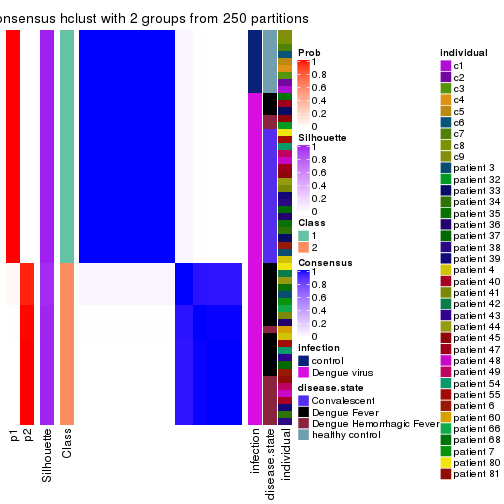 onsensus hclust with 2 groups from 250 partitions
Prob
1
0.8
0.6
0.4
0.2
0
Silhouette
1
0.8
0.6
0.4
0.2
0
Class
1
2
Consensus
1
0.8
0.6
0.4
0.2
0
infection
control
Dengue virus
disease.state
Convalescent
Dengue Fever
Dengue Hemorrhagic Fever
healthy control
individual
c1
c2
c3
c4
c5
c6
c7
c8
c9
patient 3
patient 32
patient 33
patient 34
patient 35
patient 36
patient 37
patient 38
patient 39
patient 4
patient 40
patient 41
patient 42
patient 43
patient 44
patient 45
patient 47
patient 48
patient 49
patient 54
patient 55
patient 6
patient 60
patient 66
patient 68
patient 7
patient 80
patient 81
p1
p2
Silhouette
Class
infection
disease.state
individual